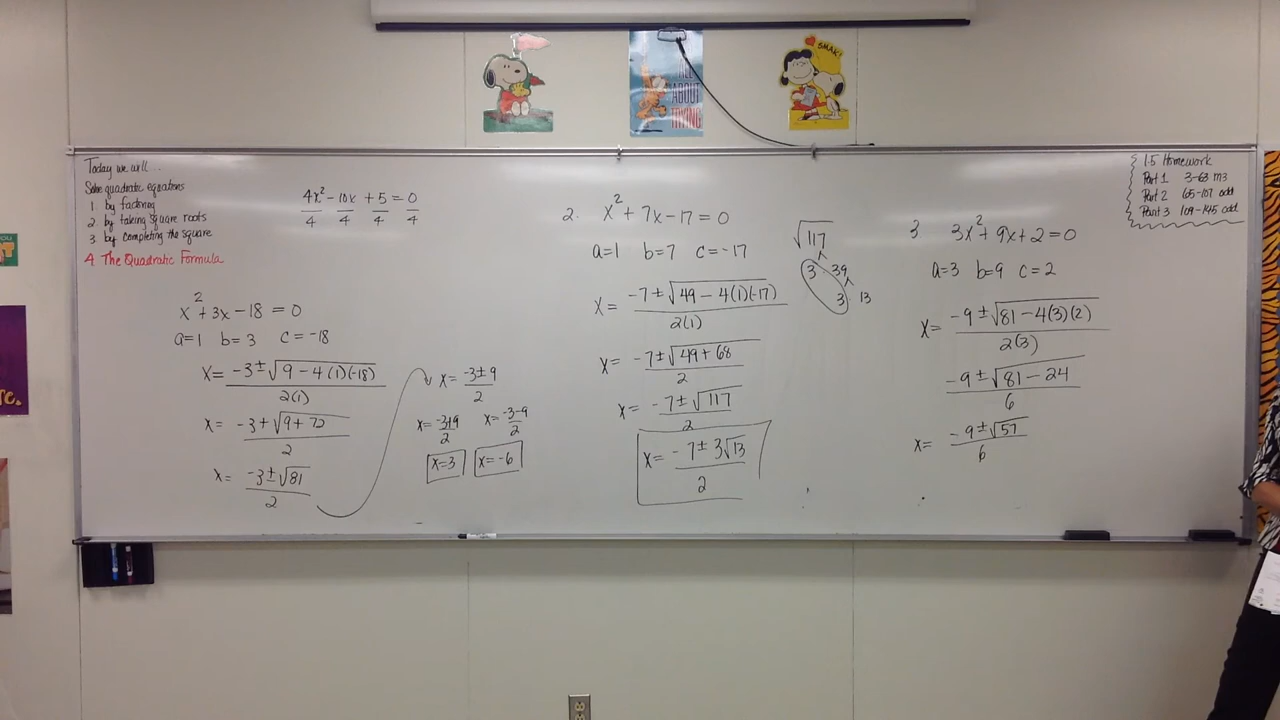 SMAK!
ALL
ABOUT
TRYING
Today we will...
Solve quadratic equations
1 by factoring
2 by taking square roots
3 by completing the square
4 The Quadratic Formula
4x² - 10x + 5 = 0
4 4 4 4
x² + 3x - 18 = 0
a=1 b=3 c=-18
x= -3±√9-4(1)(-18)
2(1)
x= -3±√9+72
2
x= -3±√81
2
x= -3±9
2
x= -3+9 x= -3-9
2 2
x=3 x=-6
2. x² + 7x - 17 = 0
a=1 b=7 c=-17
x= -7±√49-4(1)(-17)
2(1)
x= -7±√49+68
2
x= -7±√117
2
x= -7±3√13
2
√117
3 39
3 13
3 3x² + 9x + 2 = 0
a=3 b=9 c=2
x= -9±√81-4(3)(2)
2(3)
-9±√81-24
6
x= -9±√57
6
1.5 Homework
Part 1 3-63 m3
Part 2 65-107 odd
Part 3 109-145 odd